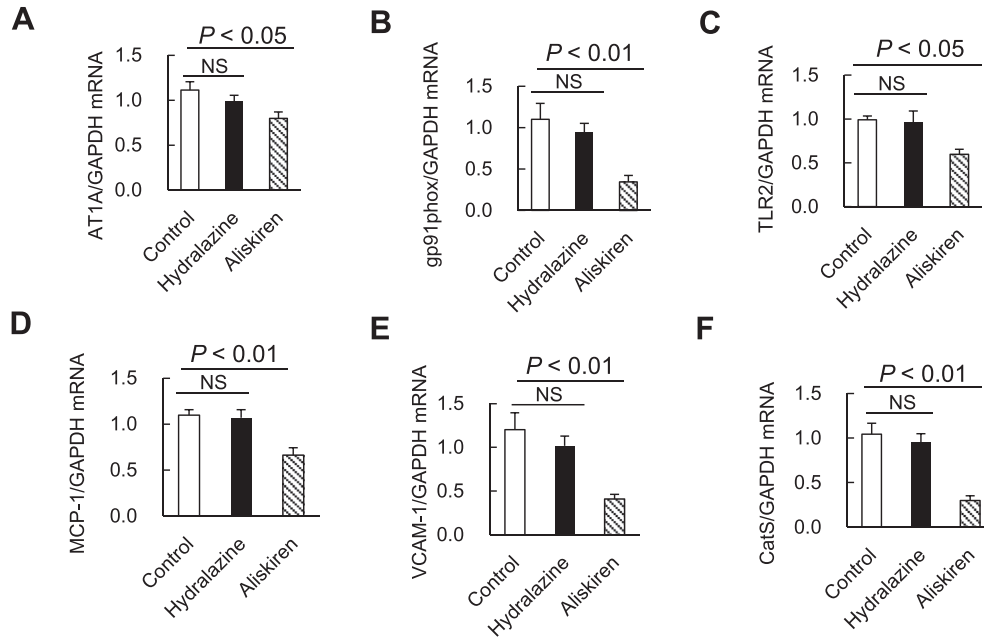 A
P < 0.05
NS
AT1A/GAPDH mRNA
1.5
1.0
0.5
0.0
Control
Hydralazine
Aliskiren
B
P < 0.01
NS
gp91phox/GAPDH mRNA
1.5
1.0
0.5
0.0
Control
Hydralazine
Aliskiren
C
P < 0.05
NS
TLR2/GAPDH mRNA
1.5
1.0
0.5
0.0
Control
Hydralazine
Aliskiren
D
P < 0.01
NS
MCP-1/GAPDH mRNA
1.5
1.0
0.5
0.0
Control
Hydralazine
Aliskiren
E
P < 0.01
NS
VCAM-1/GAPDH mRNA
1.5
1.0
0.5
0.0
Control
Hydralazine
Aliskiren
F
P < 0.01
NS
CatS/GAPDH mRNA
1.5
1.0
0.5
0.0
Control
Hydralazine
Aliskiren